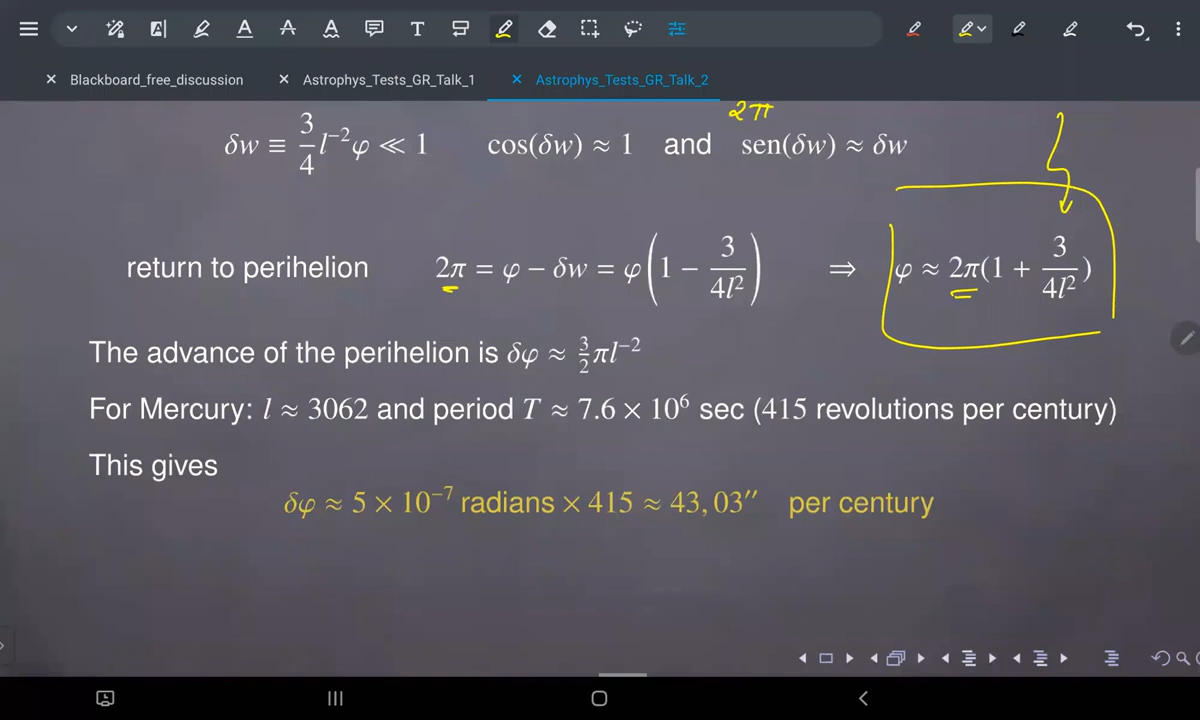 Blackboard_free_discussion Astrophys_Tests_GR_Talk_1 Astrophys_Tests_GR_Talk_2
2π
δw ≡ 3/4 l⁻²φ ≪ 1 cos(δw) ≈ 1 and sen(δw) ≈ δw
return to perihelion 2π = φ − δw = φ(1 − 3/4l²) ⇒ φ ≈ 2π(1 + 3/4l²)
The advance of the perihelion is δφ ≈ 3/2 πl⁻²
For Mercury: l ≈ 3062 and period T ≈ 7.6 × 10⁶ sec (415 revolutions per century)
This gives
δφ ≈ 5 × 10⁻⁷ radians × 415 ≈ 43,03″ per century